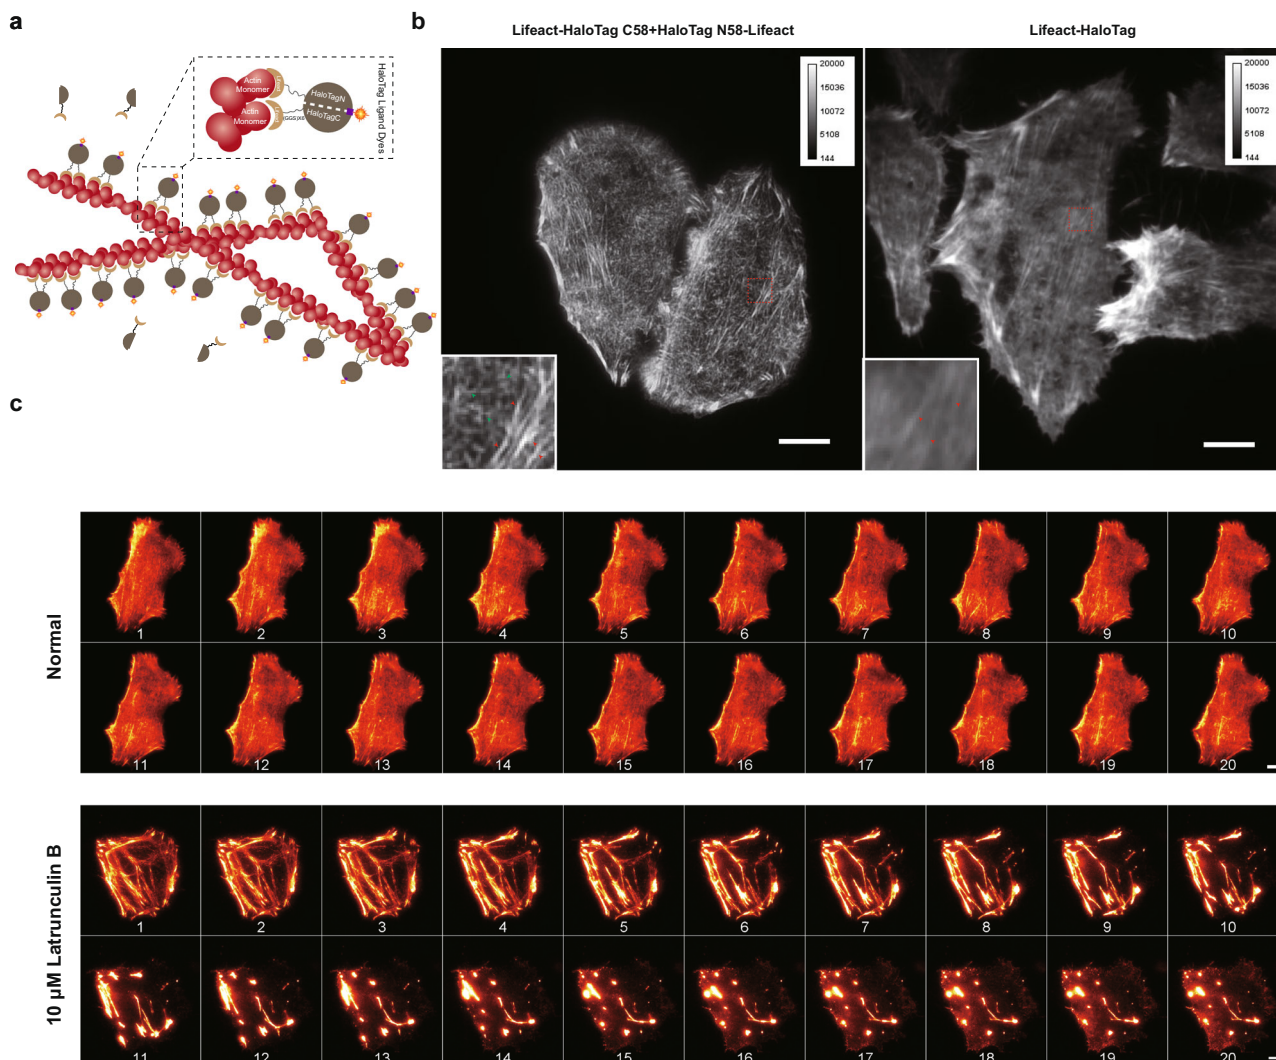 a
b
Lifeact-HaloTag C58+HaloTag N58-Lifeact
Lifeact-HaloTag
Actin
Monomer
Actin
Monomer
(GGS)X6
HaloTagN
HaloTagC
HaloTag Ligand Dyes
20000
15036
10072
5108
144
20000
15036
10072
5108
144
c
Normal
1 2 3 4 5 6 7 8 9 10
11 12 13 14 15 16 17 18 19 20
10 µM Latrunculin B
1 2 3 4 5 6 7 8 9 10
11 12 13 14 15 16 17 18 19 20